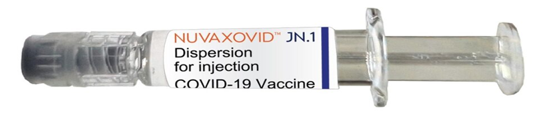 NUVAXOVID™ JN.1
Dispersion
for injection
COVID-19 Vaccine